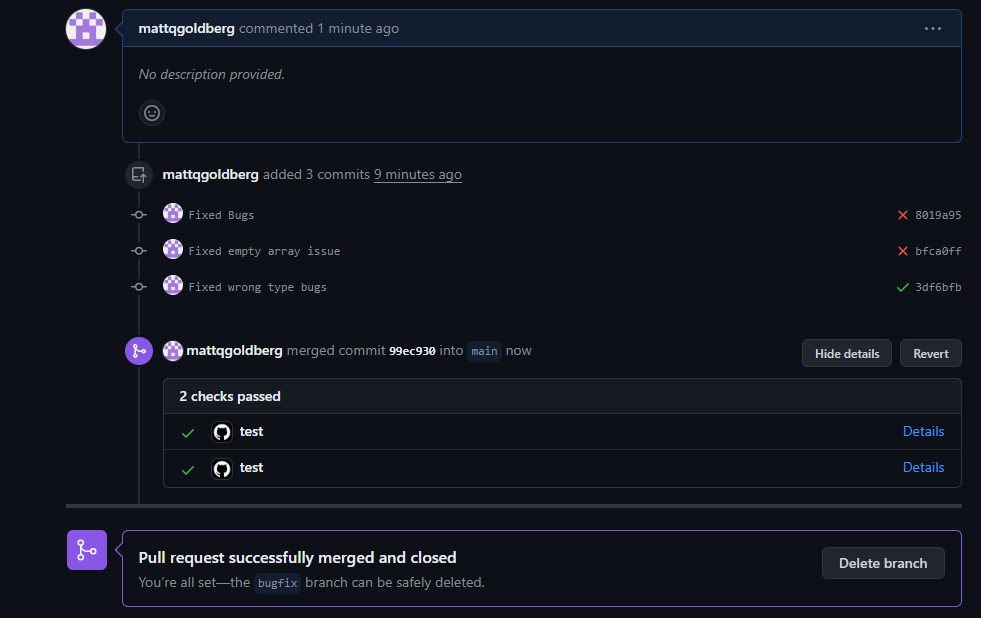 mattqgoldberg commented 1 minute ago
No description provided.
mattqgoldberg added 3 commits 9 minutes ago
Fixed Bugs 8019a95
Fixed empty array issue bfca0ff
Fixed wrong type bugs 3df6bfb
mattqgoldberg merged commit 99ec930 into main now Hide details Revert
2 checks passed
test Details
test Details
Pull request successfully merged and closed
You're all set—the bugfix branch can be safely deleted.
Delete branch